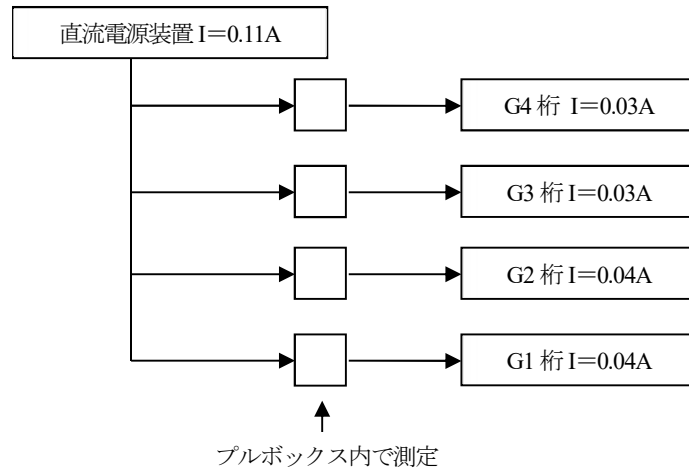 直流電源装置 I＝0.11A
G4 桁 I＝0.03A
G3 桁 I＝0.03A
G2 桁 I＝0.04A
G1 桁 I＝0.04A
プルボックス内で測定